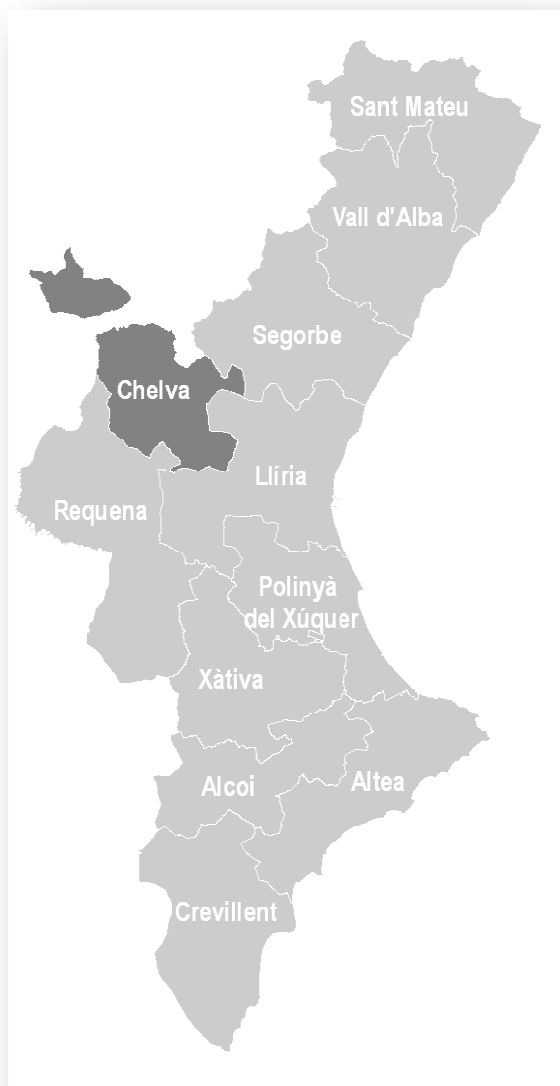 Sant Mateu
Vall d'Alba
Segorbe
Chelva
Llíria
Requena
Polinyà
del Xúquer
Xàtiva
Alcoi
Altea
Crevillent